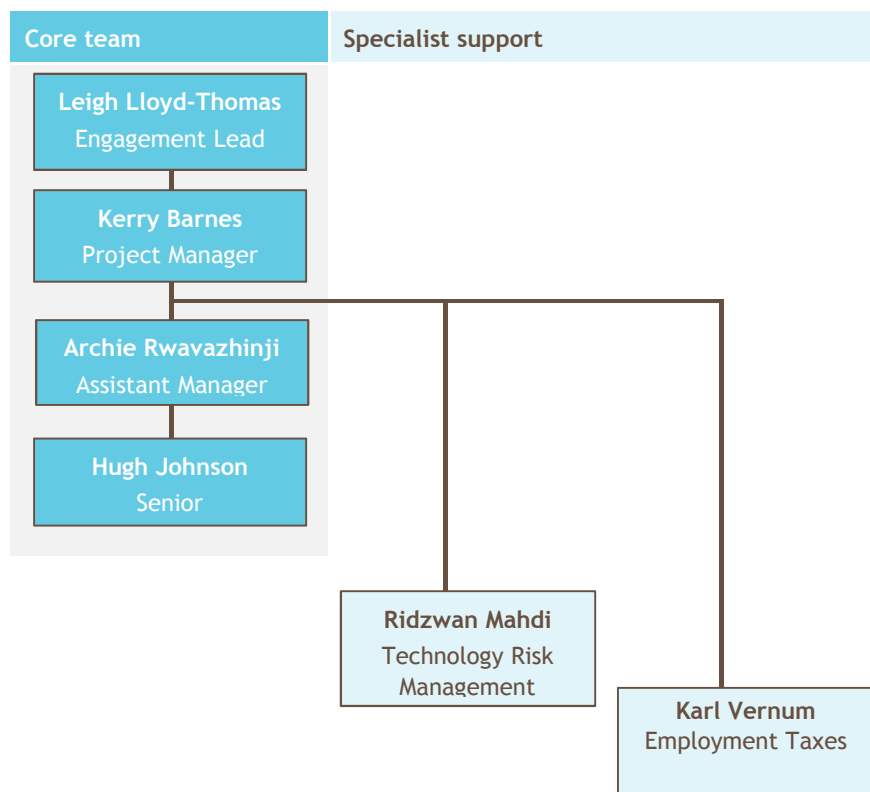 Core team
Specialist support
Leigh Lloyd-Thomas
Engagement Lead
Kerry Barnes
Project Manager
Archie Rwavazhinji
Assistant Manager
Hugh Johnson
Senior
Ridzwan Mahdi
Technology Risk
Management
Karl Vernum
Employment Taxes